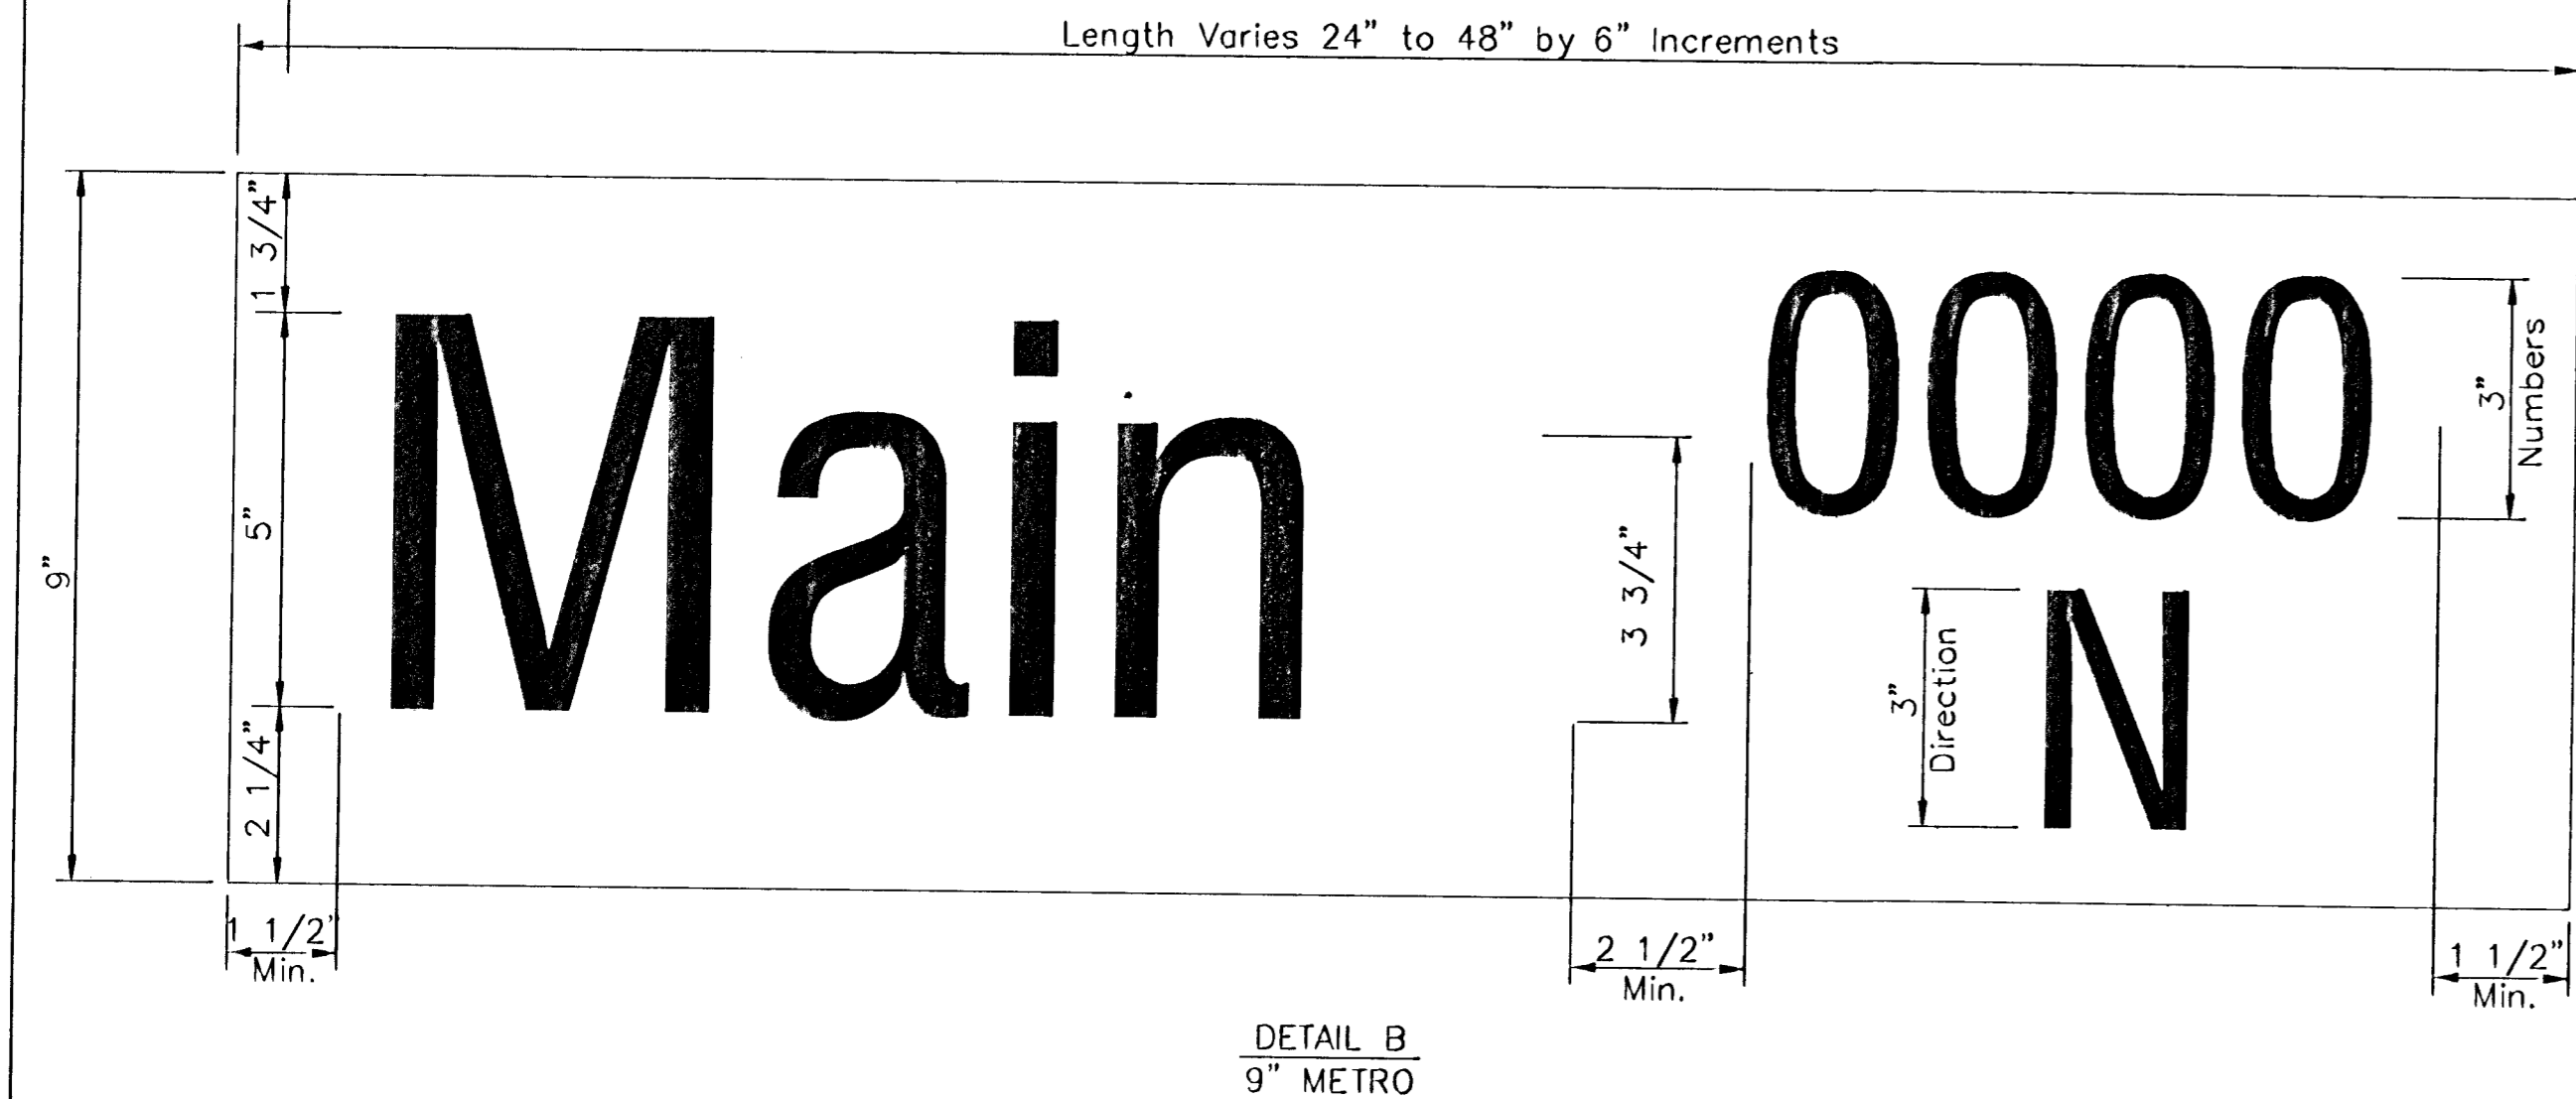 Length Varies 24" to 48" by 6" Increments
9"
1 3/4"
5"
2 1/4"
Main
3 3/4"
0000
3"
Numbers
3"
Direction
N
1 1/2'
Min.
2 1/2"
Min.
1 1/2"
Min.
DETAIL B
9" METRO